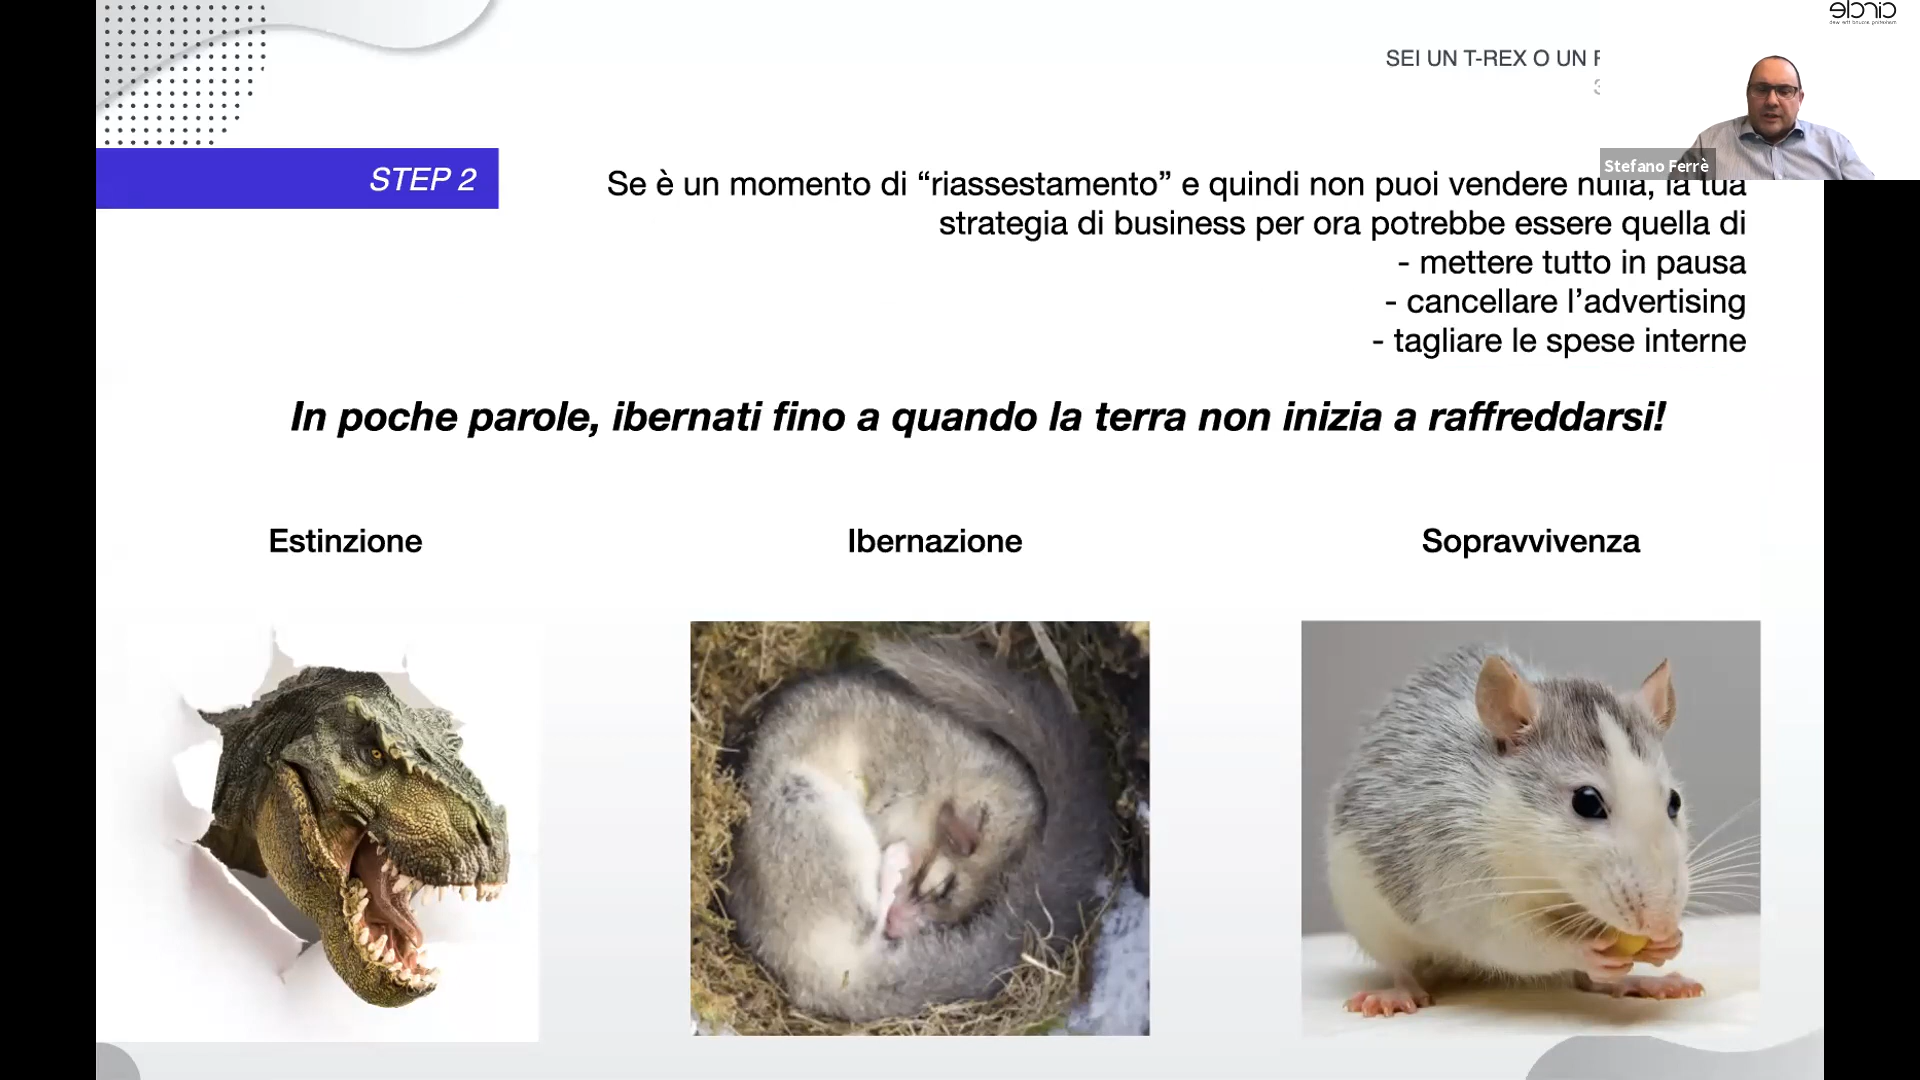 SEI UN T-REX O UN
STEP 2
Stefano Ferrè
Se è un momento di “riassestamento” e quindi non puoi vendere nulla, la tua
strategia di business per ora potrebbe essere quella di
- mettere tutto in pausa
- cancellare l’advertising
- tagliare le spese interne
In poche parole, ibernati fino a quando la terra non inizia a raffreddarsi!
Estinzione
Ibernazione
Sopravvivenza
circle